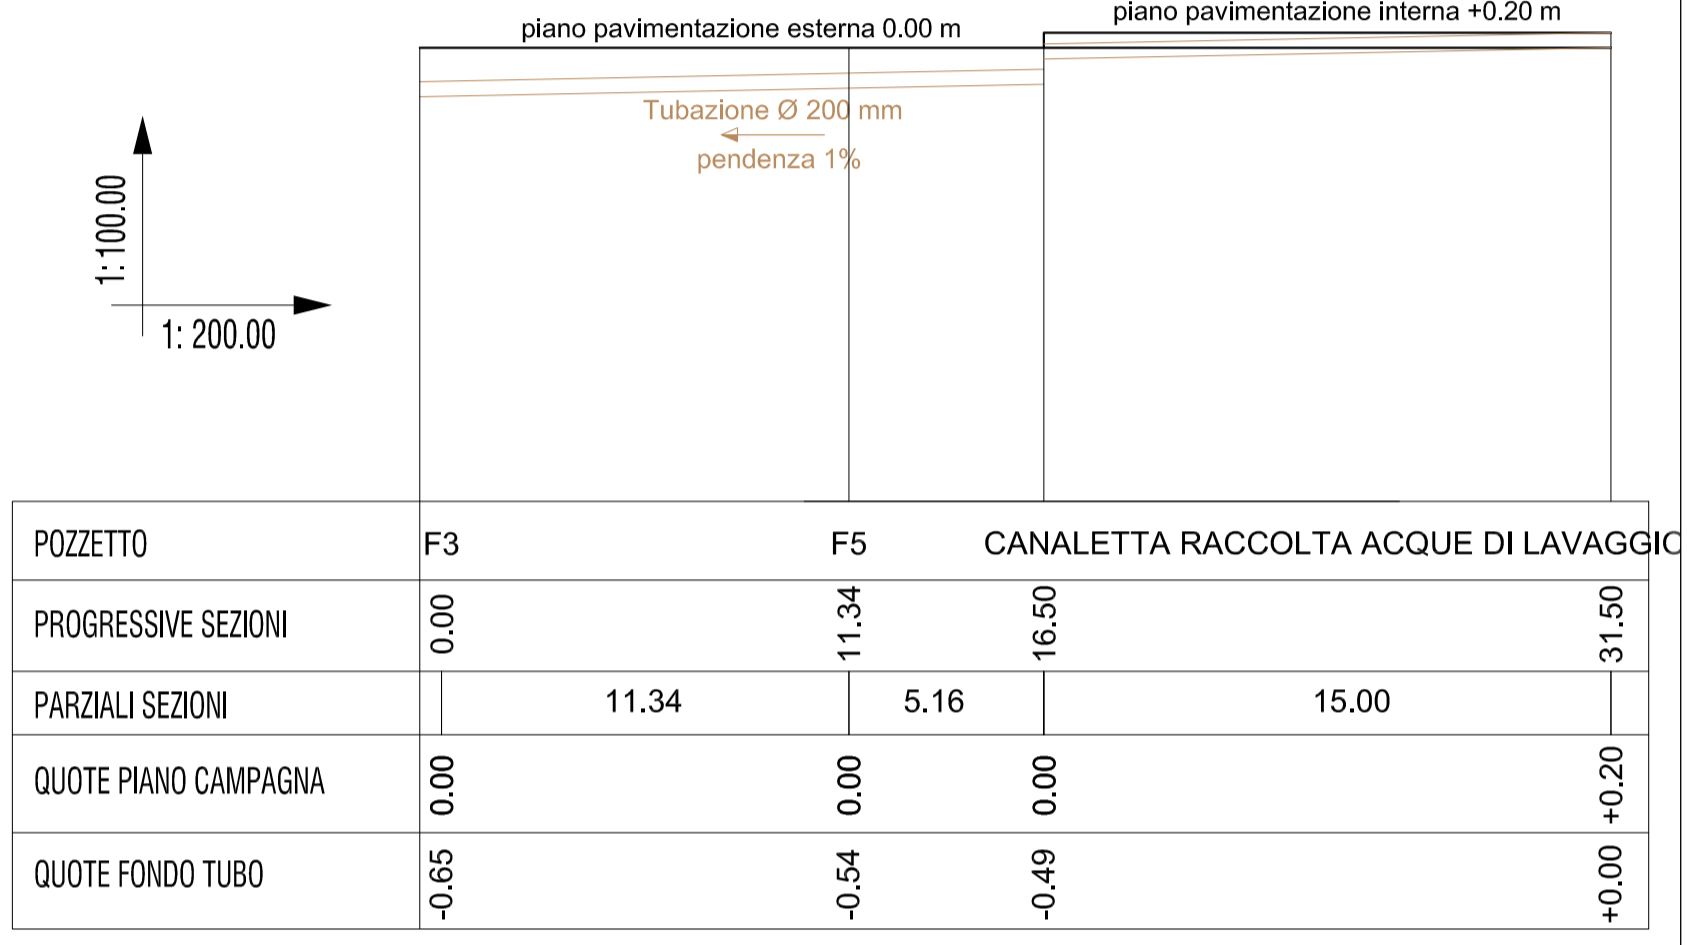 piano pavimentazione esterna 0.00 m
piano pavimentazione interna +0.20 m
Tubazione Ø 200 mm
pendenza 1%
1: 100.00
1: 200.00
POZZETTO F3 F5 CANALETTA RACCOLTA ACQUE DI LAVAGGIO
PROGRESSIVE SEZIONI 0.00 11.34 16.50 31.50
PARZIALI SEZIONI 11.34 5.16 15.00
QUOTE PIANO CAMPAGNA 0.00 0.00 0.00 +0.20
QUOTE FONDO TUBO -0.65 -0.54 -0.49 +0.00